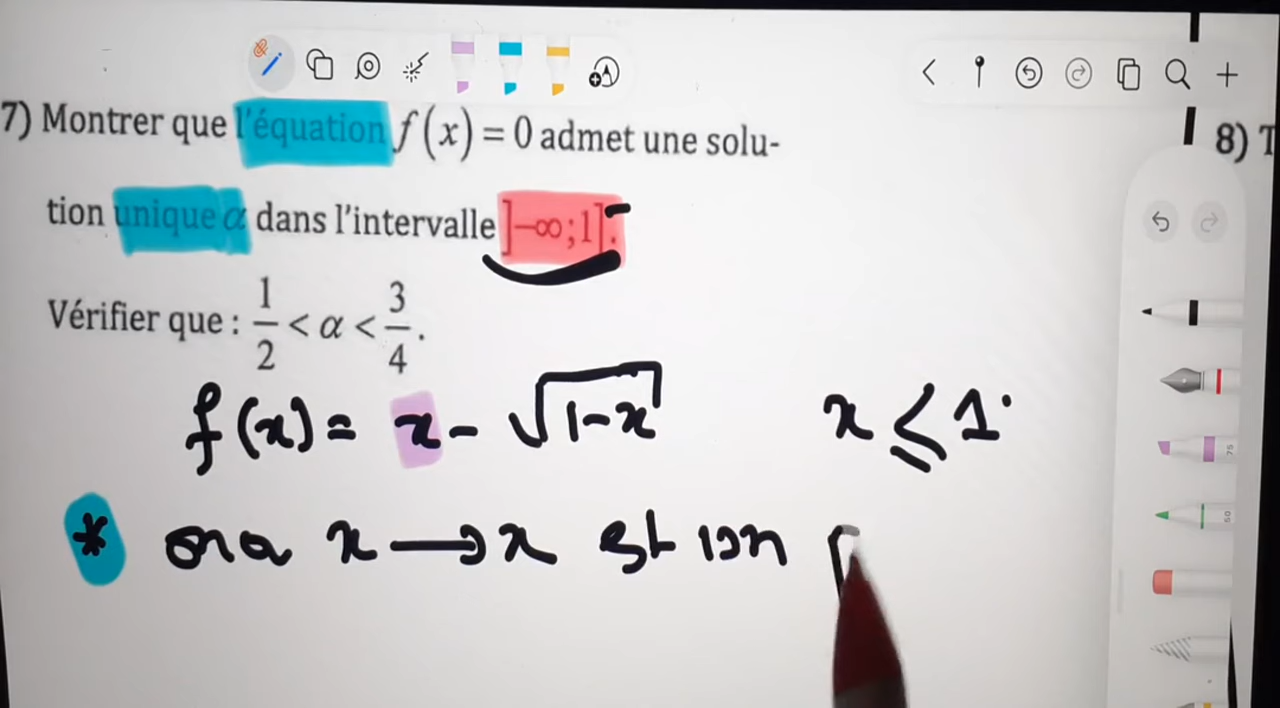 7) Montrer que l'équation f(x) = 0 admet une solu-
8) T
tion unique α dans l'intervalle ]−∞;1].
Vérifier que : 1/2 < α < 3/4.
f(x) = x - √(1-x) x ≤ 1
* on a x → x est